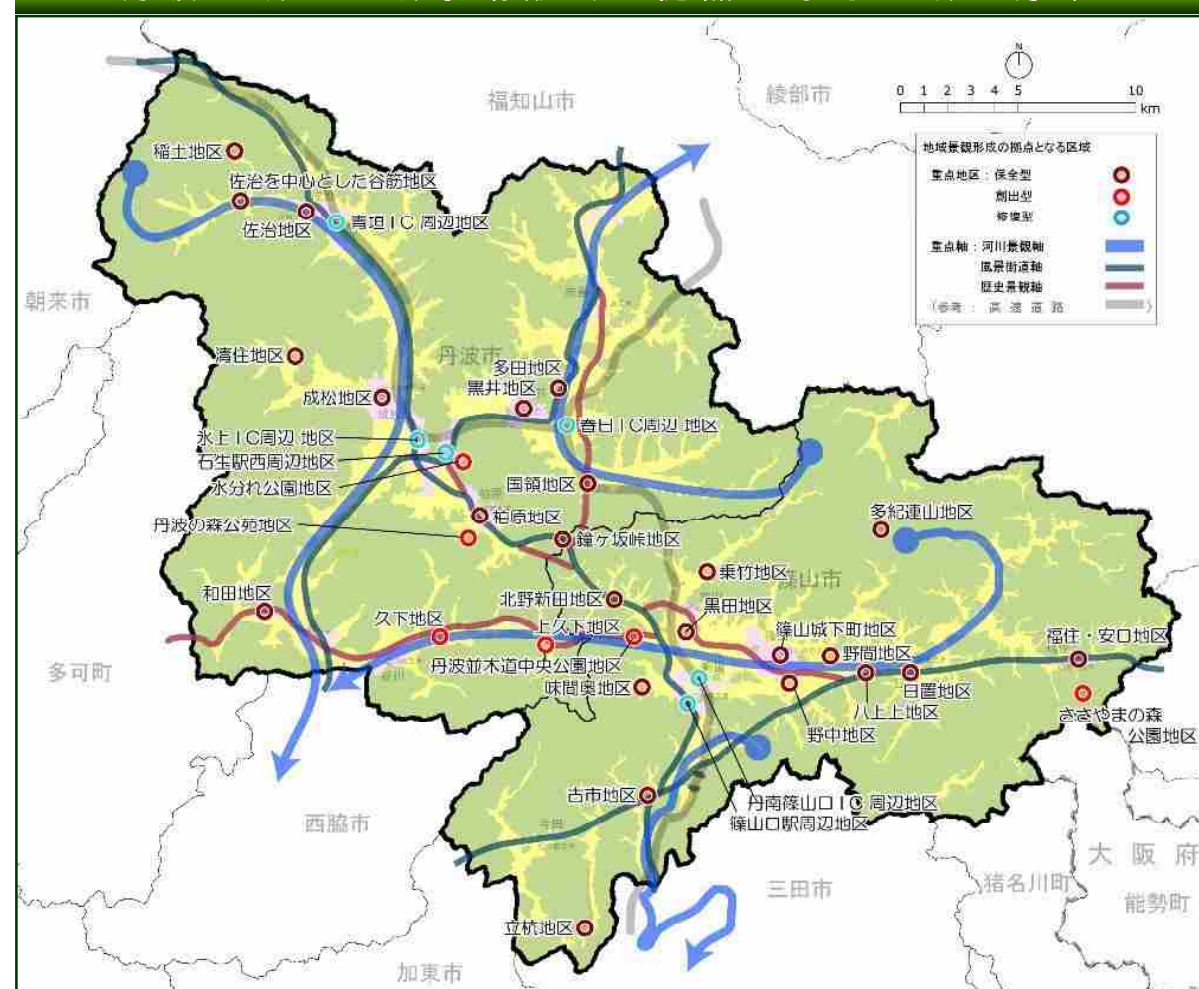 福知山市
綾部市
N
0 1 2 3 4 5 10
km
地域景観形成の拠点となる区域
重点地区：保全型
創出型
修復型
重点軸：河川景観軸
風景街道軸
歴史景観軸
(参考：高速道路)
稲土地区
佐治を中心とした谷筋地区
佐治地区
青垣IC周辺地区
朝来市
清住地区
丹波市
多田地区
黒井地区
成松地区
春日IC周辺 地区
氷上IC周辺 地区
石生駅西周辺地区
水分れ公園地区
国領地区
柏原地区
多紀連山地区
丹波の森公苑地区
鐘ヶ坂峠地区
乗竹地区
篠山市
和田地区
北野新田地区
黒田地区
久下地区
上久下地区
篠山城下町地区
福住・安口地区
野間地区
丹波並木道中央公園地区
多可町
味間奥地区
日置地区
八上上地区
ささやまの森
公園地区
野中地区
古市地区
丹南篠山口IC 周辺地区
篠山口駅周辺地区
西脇市
大阪府
三田市
猪名川町
能勢町
立杭地区
加東市